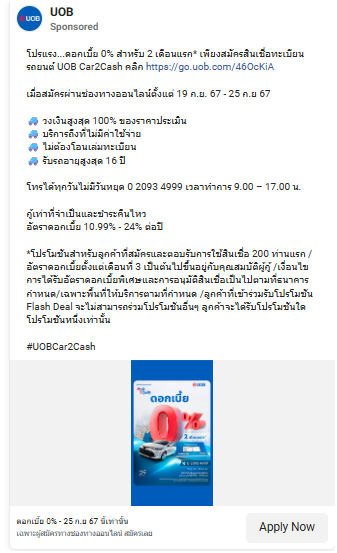 UOB
Sponsored
โปรแรง...ดอกเบี้ย 0% สำหรับ 2 เดือนแรก* เพียงสมัครสินเชื่อทะเบียน
รถยนต์ UOB Car2Cash คลิก https://go.uob.com/46OcKiA
เมื่อสมัครผ่านช่องทางออนไลน์ตั้งแต่ 19 ก.ย. 67 - 25 ก.ย 67
🚙 วงเงินสูงสุด 100% ของราคาประเมิน
🚙 บริการถึงที่ไม่มีค่าใช้จ่าย
🚙 ไม่ต้องโอนเล่มทะเบียน
🚙 รับรถอายุสูงสุด 16 ปี
โทรได้ทุกวันไม่มีวันหยุด 0 2093 4999 เวลาทำการ 9.00 – 17.00 น.
กู้เท่าที่จำเป็นและชำระคืนไหว
อัตราดอกเบี้ย 10.99% - 24% ต่อปี
*โปรโมชันสำหรับลูกค้าที่สมัครและตอบรับการใช้สินเชื่อ 200 ท่านแรก /
อัตราดอกเบี้ยตั้งแต่เดือนที่ 3 เป็นต้นไปขึ้นอยู่กับคุณสมบัติผู้กู้ /เงื่อนไข
การได้รับอัตราดอกเบี้ยพิเศษและการอนุมัติสินเชื่อเป็นไปตามที่ธนาคาร
กำหนด/เฉพาะพื้นที่ให้บริการตามที่กำหนด /ลูกค้าที่เข้าร่วมรับโปรโมชัน
Flash Deal จะไม่สามารถร่วมโปรโมชันอื่นๆ ลูกค้าจะได้รับโปรโมชันใด
โปรโมชันหนึ่งเท่านั้น
#UOBCar2Cash
ดอกเบี้ย
0%
ดอกเบี้ย 0% - 25 ก.ย 67 นี้เท่านั้น
เฉพาะผู้สมัครทางช่องทางออนไลน์ สมัครเลย
Apply Now